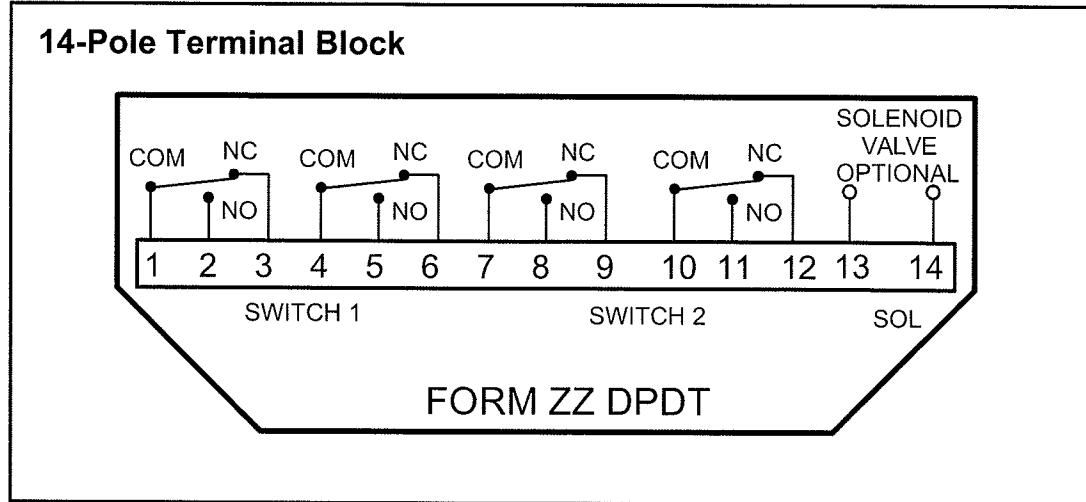 14-Pole Terminal Block
SOLENOID
VALVE
OPTIONAL
COM NC COM NC COM NC COM NC
NO NO NO NO
1 2 3 4 5 6 7 8 9 10 11 12 13 14
SWITCH 1 SWITCH 2 SOL
FORM ZZ DPDT